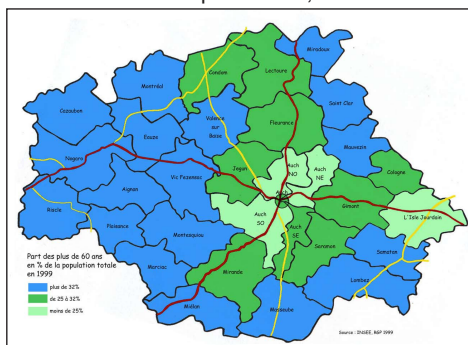 Miradoux
Condom
Lectoure
Montréal
Saint Clar
Cazaubon
Valence
sur
Baïse
Fleurance
Eauze
Mauvezin
Nogaro
Jegun
Auch
NO
Auch
NE
Cologne
Vic Fezensac
Aignan
Auch
Gimont
L'Isle Jourdain
Riscle
Auch
SO
Auch
SE
Plaisance
Montesquiou
Saramon
Samatan
Marciac
Mirande
Lombez
Miélan
Masseube
Part des plus de 60 ans
en % de la population totale
en 1999
plus de 32%
de 25 à 32%
moins de 25%
Source : INSEE, RGP 1999